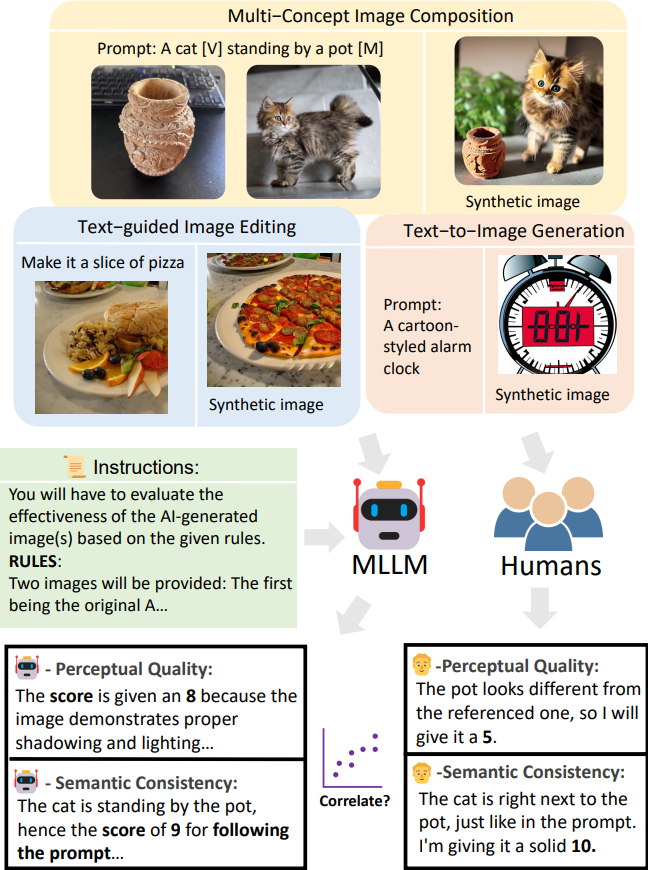 Multi−Concept Image Composition
Prompt: A cat [V] standing by a pot [M]
Synthetic image
Text−guided Image Editing
Make it a slice of pizza
Synthetic image
Text−to−Image Generation
Prompt:
A cartoon-
styled alarm
clock
Synthetic image
Instructions:
You will have to evaluate the
effectiveness of the AI-generated
image(s) based on the given rules.
RULES:
Two images will be provided: The first
being the original A...
MLLM
Humans
- Perceptual Quality:
The score is given an 8 because the
image demonstrates proper
shadowing and lighting...
- Semantic Consistency:
The cat is standing by the pot,
hence the score of 9 for following
the prompt...
Correlate?
-Perceptual Quality:
The pot looks different from
the referenced one, so I will
give it a 5.
-Semantic Consistency:
The cat is right next to the
pot, just like in the prompt.
I'm giving it a solid 10.